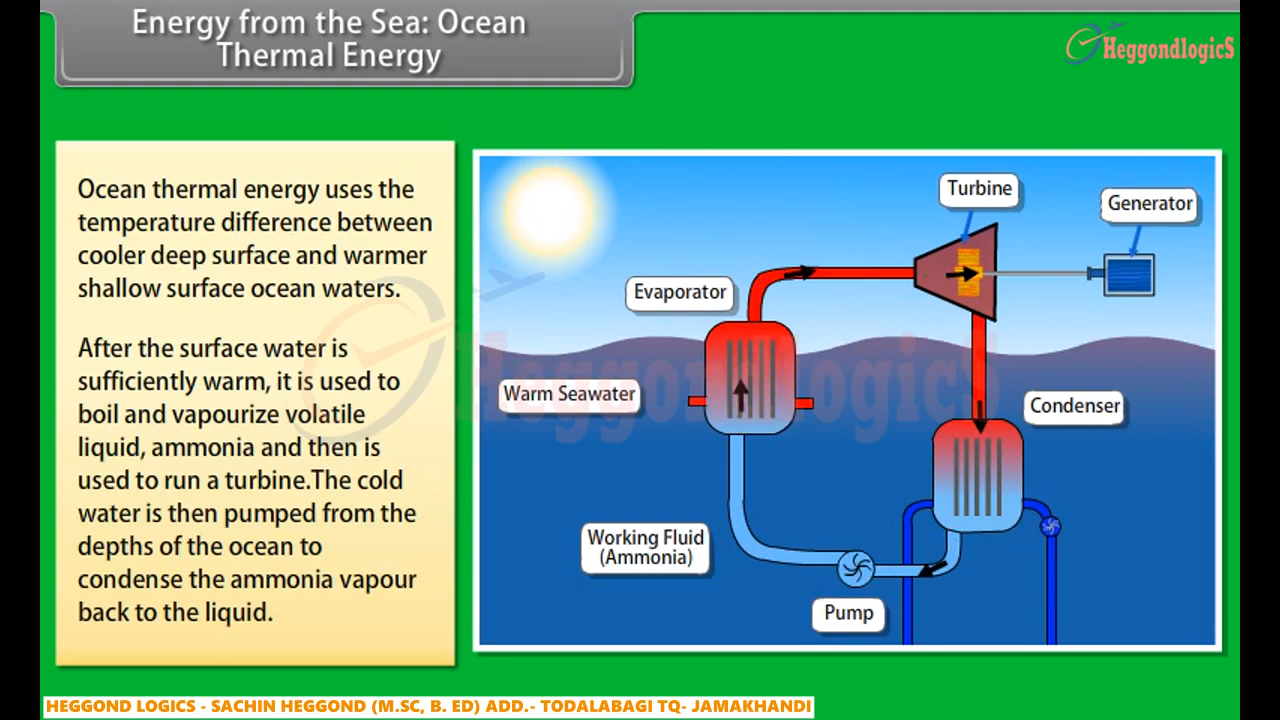 Energy from the Sea: Ocean
Thermal Energy
HeggondlogicS
Ocean thermal energy uses the
temperature difference between
cooler deep surface and warmer
shallow surface ocean waters.
After the surface water is
sufficiently warm, it is used to
boil and vapourize volatile
liquid, ammonia and then is
used to run a turbine.The cold
water is then pumped from the
depths of the ocean to
condense the ammonia vapour
back to the liquid.
Turbine
Generator
Evaporator
Warm Seawater
HeggondlogicS
Condenser
Working Fluid
(Ammonia)
Pump
HEGGOND LOGICS - SACHIN HEGGOND (M.SC, B. ED) ADD.- TODALABAGI TQ- JAMAKHANDI